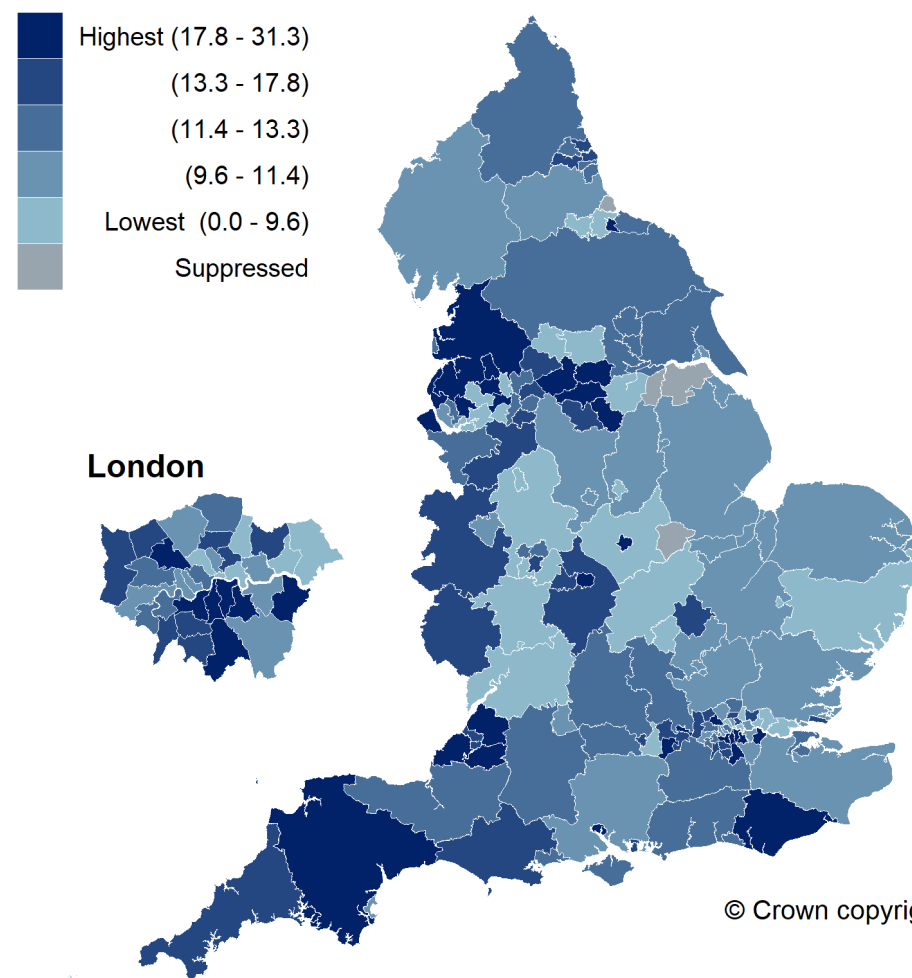 Highest (17.8 - 31.3)
(13.3 - 17.8)
(11.4 - 13.3)
(9.6 - 11.4)
Lowest (0.0 - 9.6)
Suppressed
London
© Crown copyrig